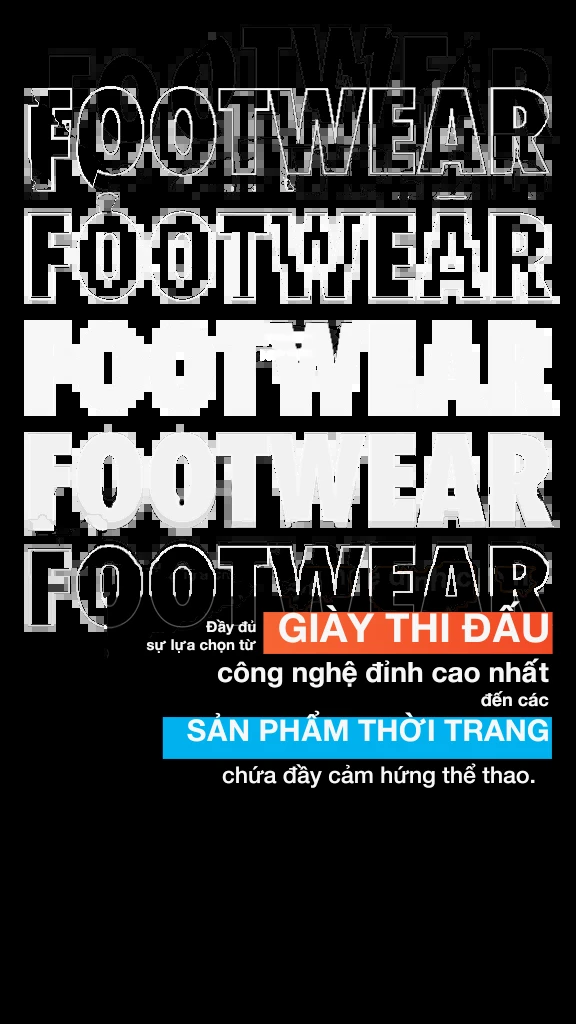 FOOTWEAR
FOOTWEAR
FOOTWEAR
FOOTWEAR
FOOTWEAR
FOOTWEAR
Đầy đủ
sự lựa chọn từ
GIÀY THI ĐẤU
công nghệ đỉnh cao nhất
đến các
SẢN PHẨM THỜI TRANG
chứa đầy cảm hứng thể thao.